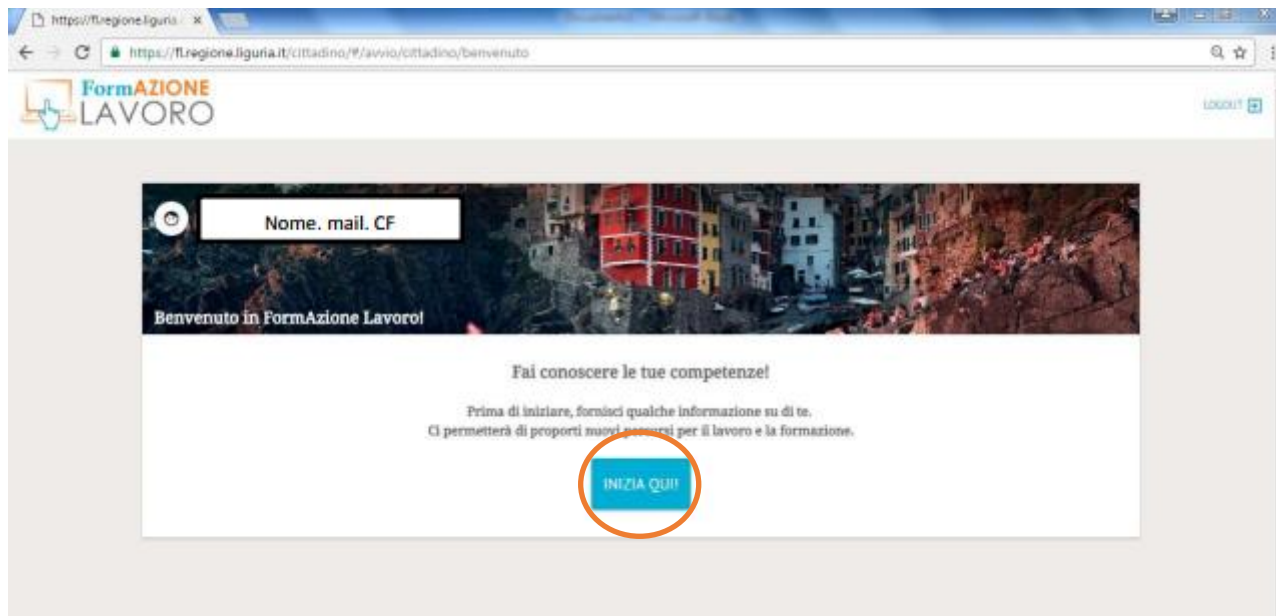 https://fl.regione.liguria
https://fl.regione.liguria.it/cittadino/#/avvio/cittadino/benvenuto
FormAZIONE
LAVORO
LOGOUT
Nome. mail. CF
Benvenuto in FormAzione Lavoro!
Fai conoscere le tue competenze!
Prima di iniziare, fornisci qualche informazione su di te.
Ci permetterà di proporti nuovi percorsi per il lavoro e la formazione.
INIZIA QUI!